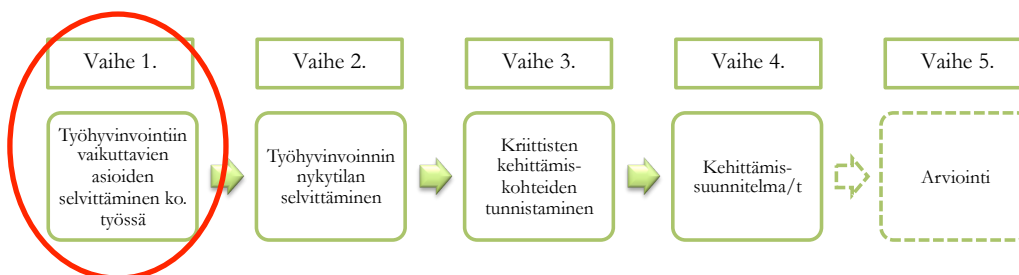 Vaihe 1.
Vaihe 2.
Vaihe 3.
Vaihe 4.
Vaihe 5.
Työhyvinvointiin
vaikuttavien
asioiden
selvittäminen ko.
työssä
Työhyvinvoinnin
nykytilan
selvittäminen
Kriittisten
kehittämis-
kohteiden
tunnistaminen
Kehittämis-
suunnitelma/t
Arviointi